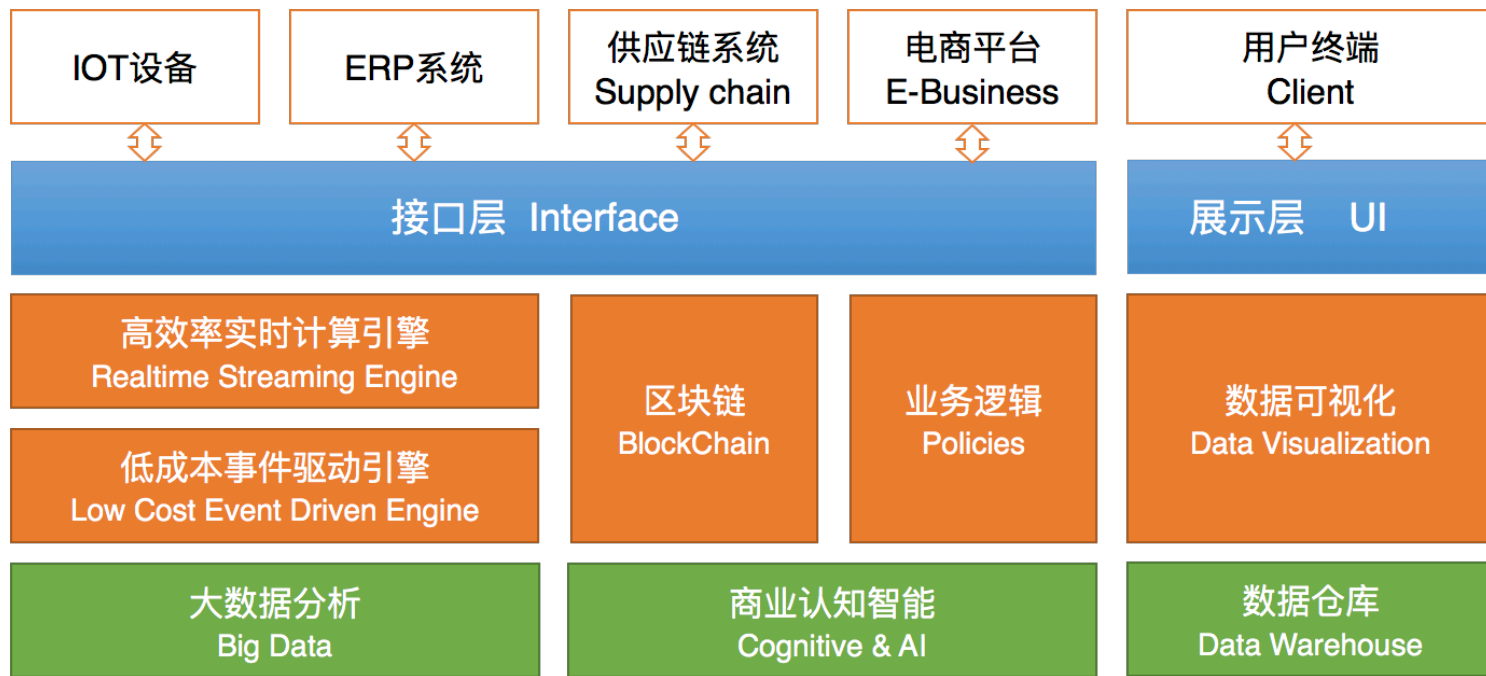 IOT设备
ERP系统
供应链系统
Supply chain
电商平台
E-Business
用户终端
Client
接口层 Interface
展示层 UI
高效率实时计算引擎
Realtime Streaming Engine
低成本事件驱动引擎
Low Cost Event Driven Engine
区块链
BlockChain
业务逻辑
Policies
数据可视化
Data Visualization
大数据分析
Big Data
商业认知智能
Cognitive & AI
数据仓库
Data Warehouse